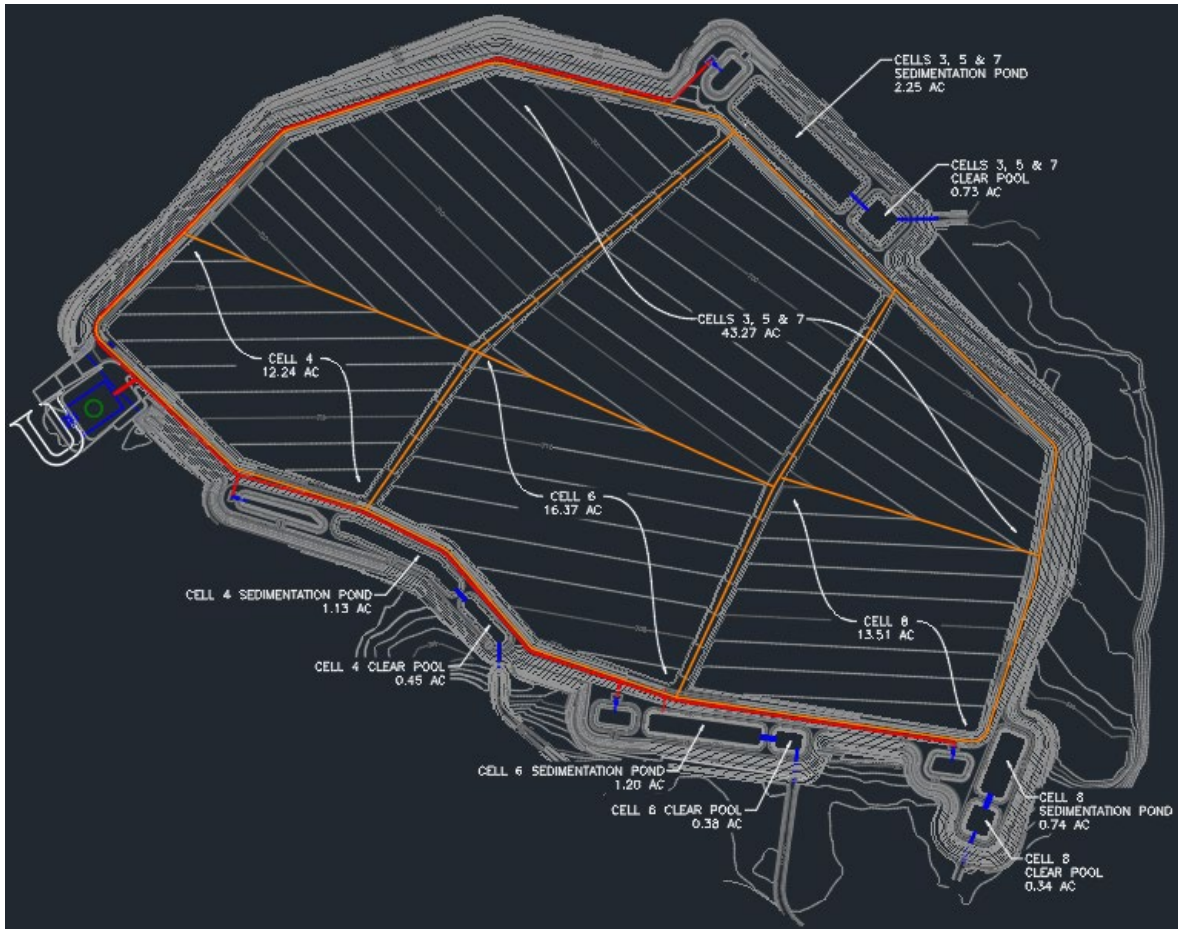 CELLS 3, 5 & 7
SEDIMENTATION POND
2.25 AC
CELLS 3, 5 & 7
CLEAR POOL
0.73 AC
CELLS 3, 5 & 7
43.27 AC
CELL 4
12.24 AC
CELL 6
16.37 AC
CELL 4 SEDIMENTATION POND
1.13 AC
CELL 8
13.51 AC
CELL 4 CLEAR POOL
0.45 AC
CELL 6 SEDIMENTATION POND
1.20 AC
CELL 6 CLEAR POOL
0.38 AC
CELL 8
SEDIMENTATION POND
0.74 AC
CELL 8
CLEAR POOL
0.34 AC